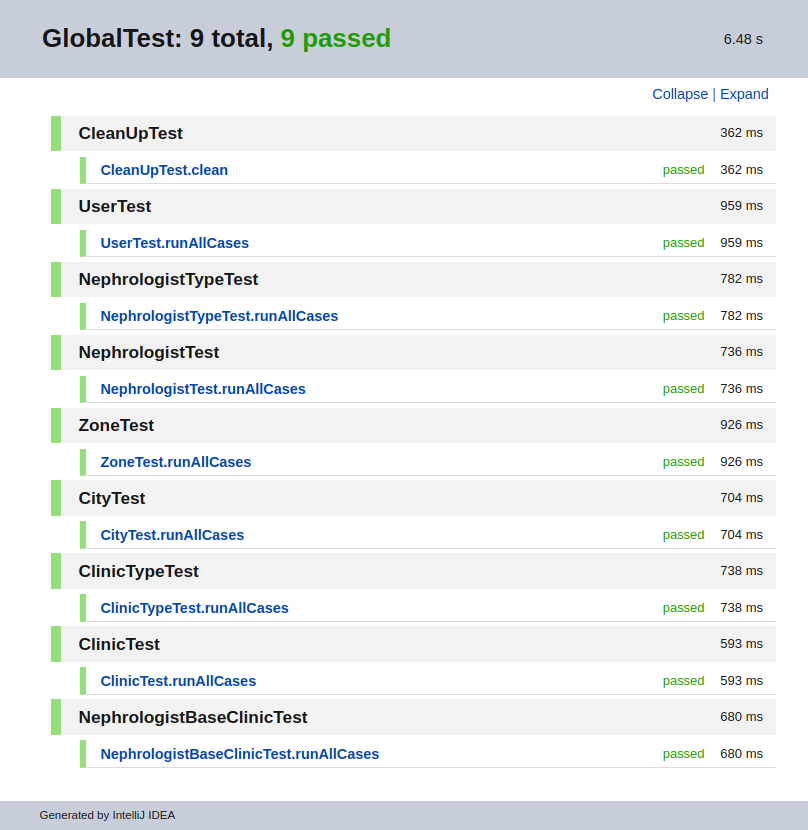 GlobalTest: 9 total, 9 passed 6.48 s
Collapse | Expand
CleanUpTest 362 ms
CleanUpTest.clean passed 362 ms
UserTest 959 ms
UserTest.runAllCases passed 959 ms
NephrologistTypeTest 782 ms
NephrologistTypeTest.runAllCases passed 782 ms
NephrologistTest 736 ms
NephrologistTest.runAllCases passed 736 ms
ZoneTest 926 ms
ZoneTest.runAllCases passed 926 ms
CityTest 704 ms
CityTest.runAllCases passed 704 ms
ClinicTypeTest 738 ms
ClinicTypeTest.runAllCases passed 738 ms
ClinicTest 593 ms
ClinicTest.runAllCases passed 593 ms
NephrologistBaseClinicTest 680 ms
NephrologistBaseClinicTest.runAllCases passed 680 ms
Generated by IntelliJ IDEA